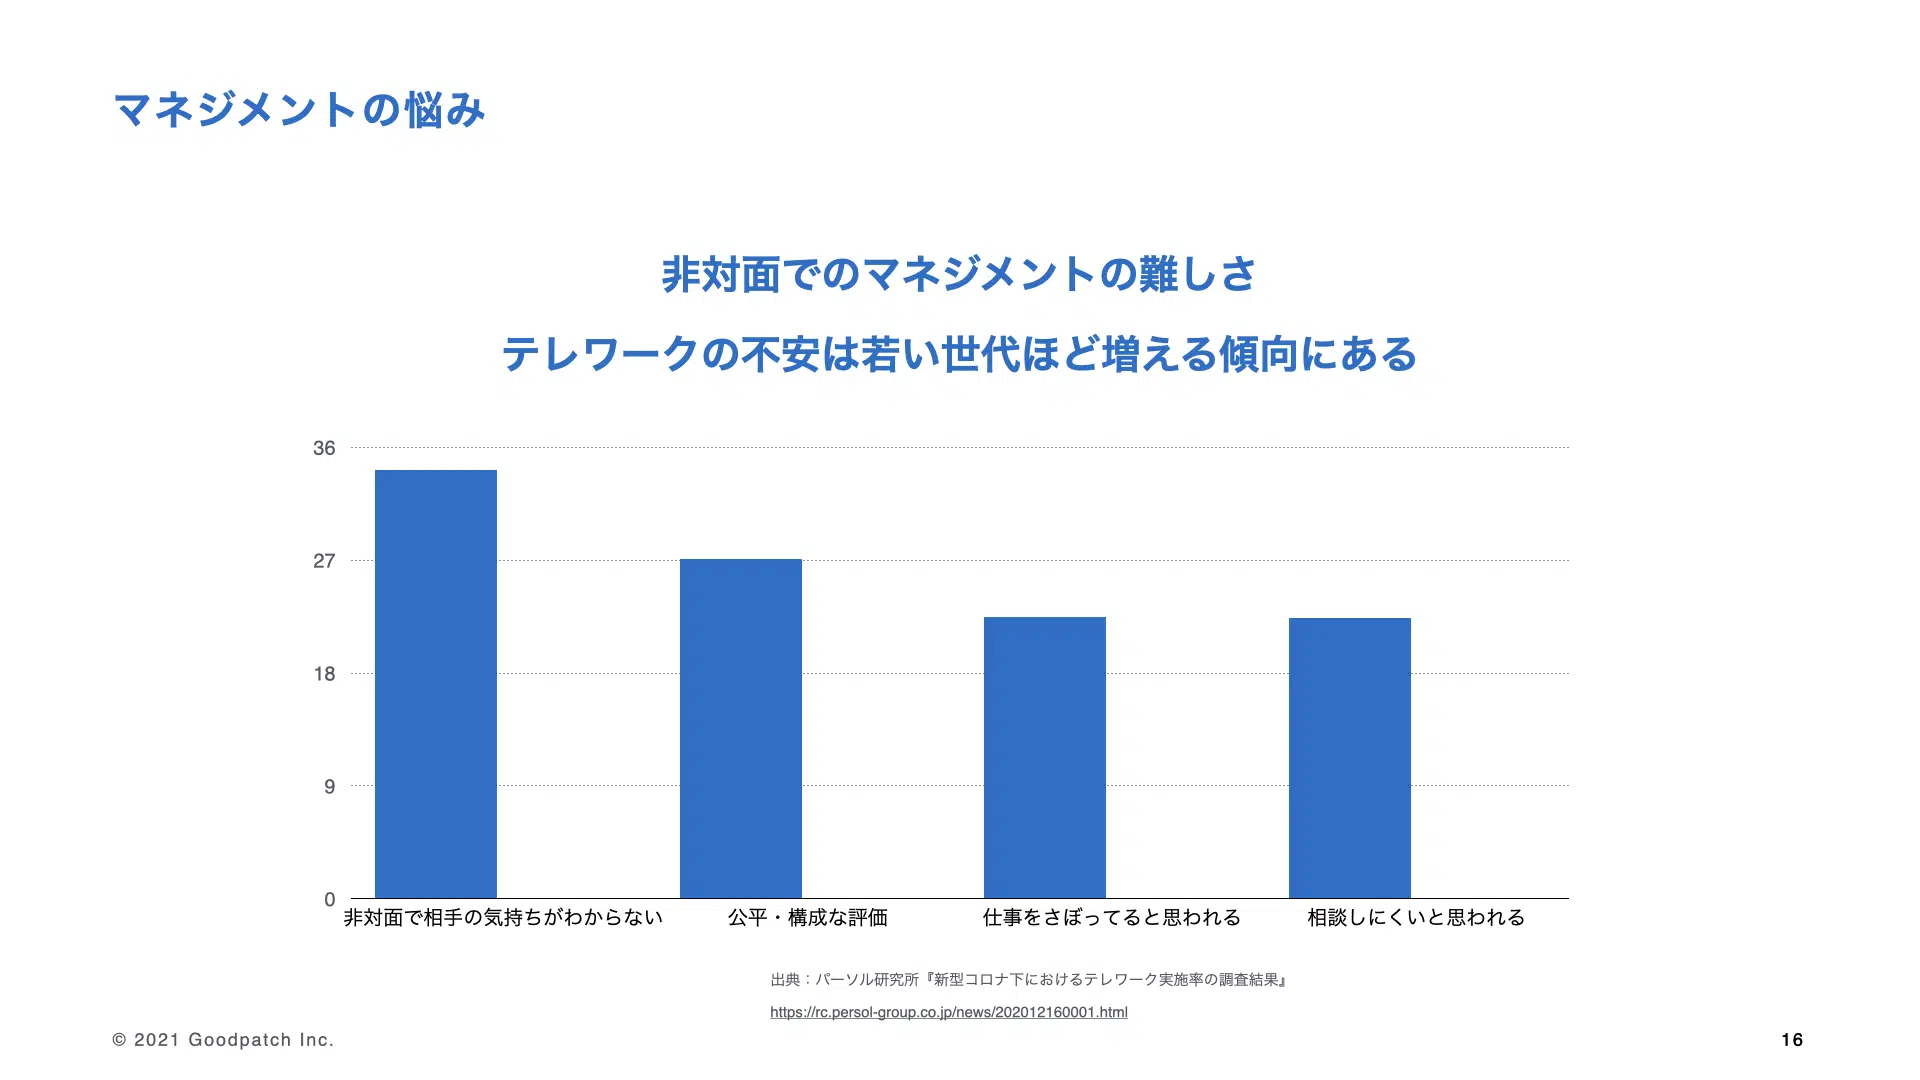 マネジメントの悩み
非対面でのマネジメントの難しさ
テレワークの不安は若い世代ほど増える傾向にある
36
27
18
9
0
非対面で相手の気持ちがわからない
公平・構成な評価
仕事をさぼってると思われる
相談しにくいと思われる
出典：パーソル研究所『新型コロナ下におけるテレワーク実施率の調査結果』
https://rc.persol-group.co.jp/news/202012160001.html
© 2021 Goodpatch Inc.
16